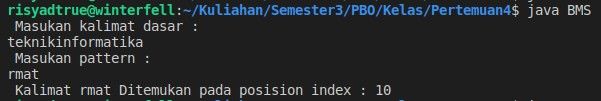 risyadtrue@winterfell:~/Kuliahan/Semester3/PBO/Kelas/Pertemuan4$ java BMS
Masukan kalimat dasar :
teknikinformatika
Masukan pattern :
rmat
Kalimat rmat Ditemukan pada posision index : 10